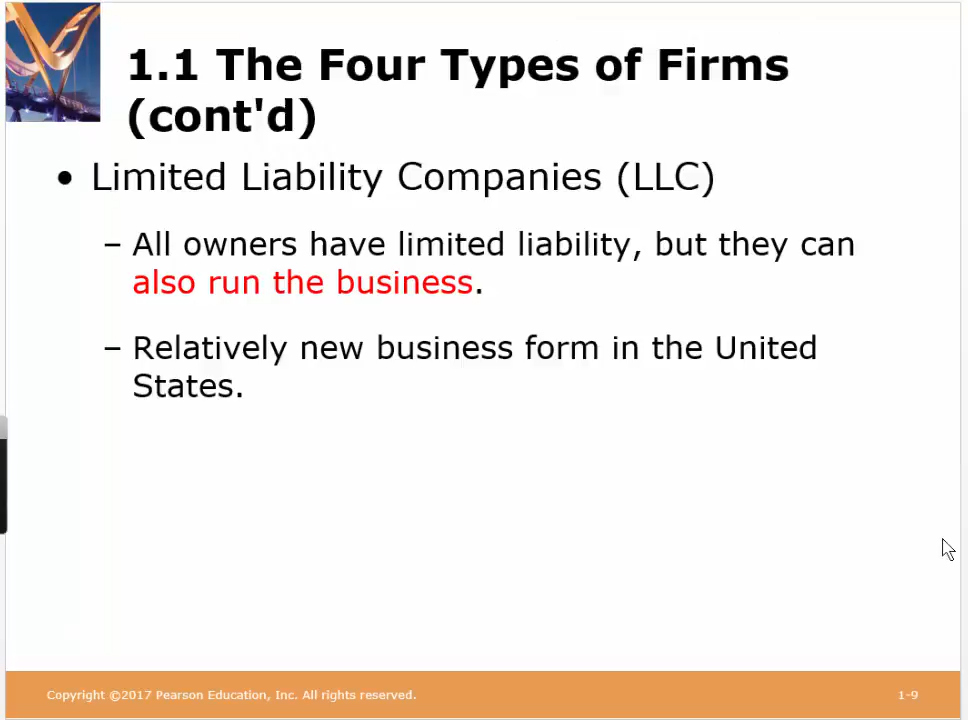 1.1 The Four Types of Firms
(cont'd)
• Limited Liability Companies (LLC)
– All owners have limited liability, but they can
also run the business.
– Relatively new business form in the United
States.
Copyright ©2017 Pearson Education, Inc. All rights reserved.
1-9